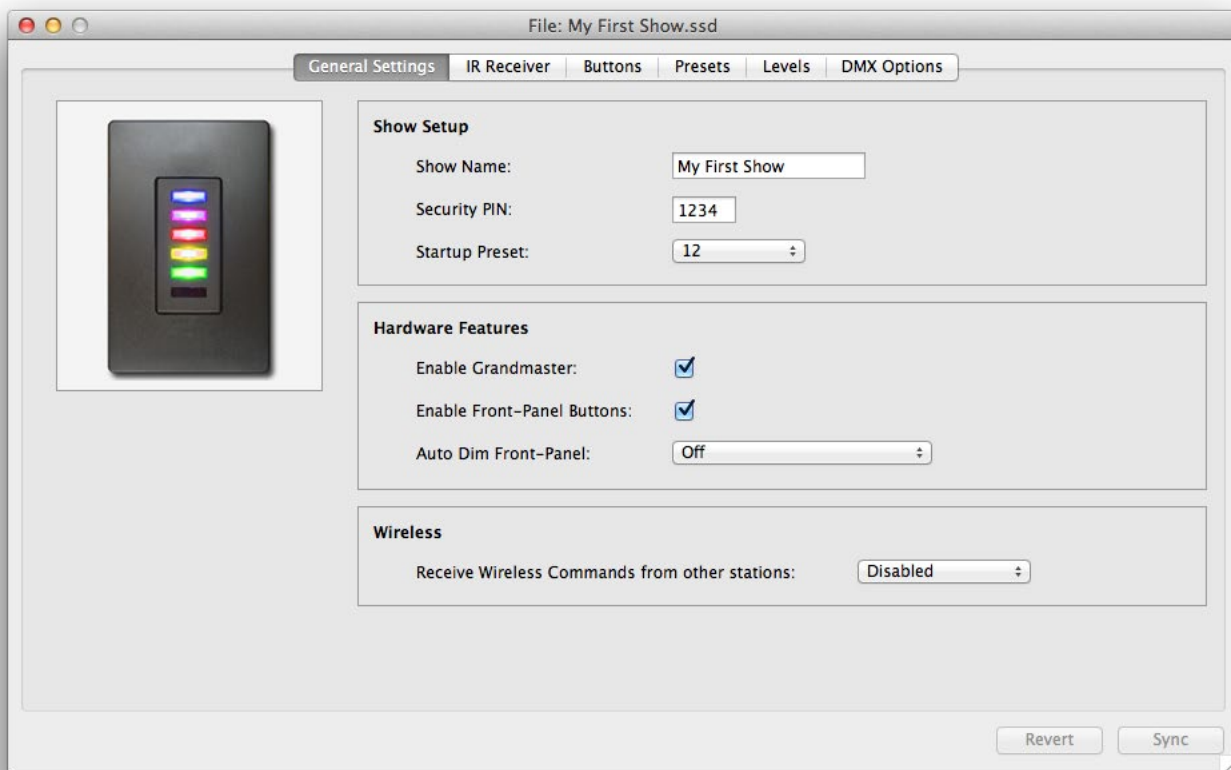 File: My First Show.ssd
General Settings IR Receiver Buttons Presets Levels DMX Options
Show Setup
Show Name: My First Show
Security PIN: 1234
Startup Preset: 12
Hardware Features
Enable Grandmaster:
Enable Front-Panel Buttons:
Auto Dim Front-Panel: Off
Wireless
Receive Wireless Commands from other stations: Disabled
Revert Sync